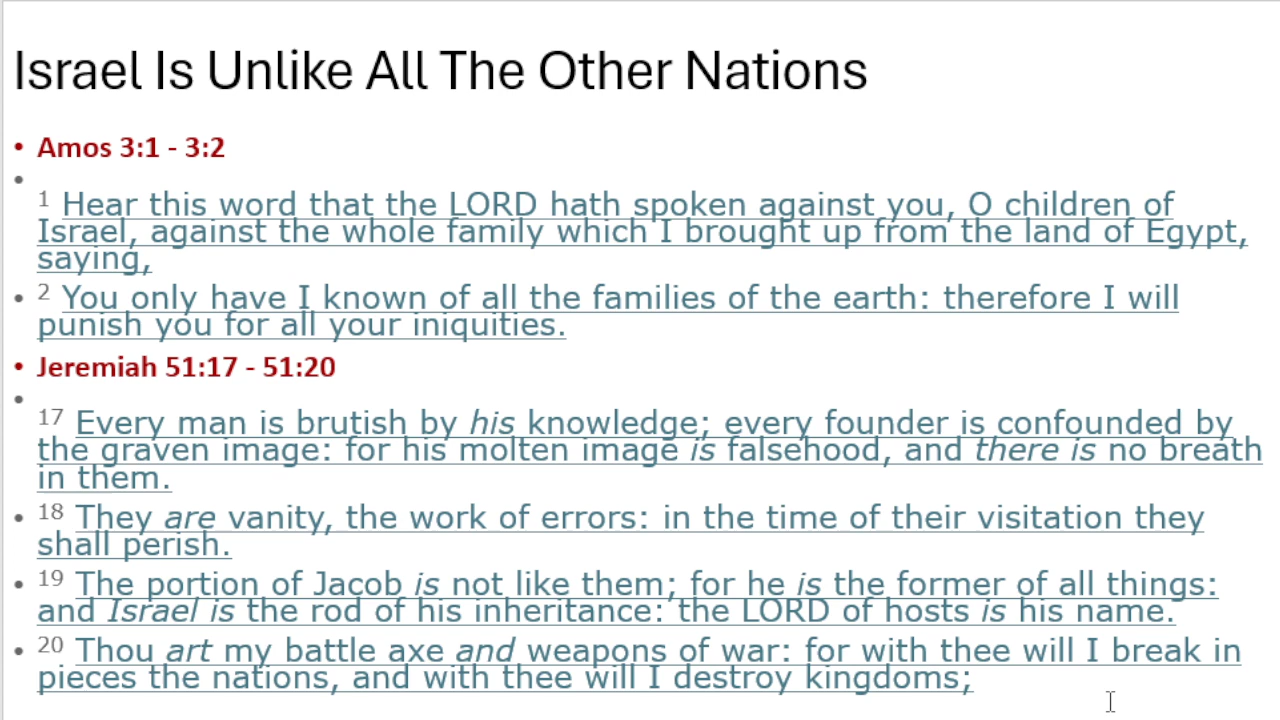 Israel Is Unlike All The Other Nations
• Amos 3:1 - 3:2
•
1 Hear this word that the LORD hath spoken against you, O children of
Israel, against the whole family which I brought up from the land of Egypt,
saying,
• 2 You only have I known of all the families of the earth: therefore I will
punish you for all your iniquities.
• Jeremiah 51:17 - 51:20
•
17 Every man is brutish by his knowledge; every founder is confounded by
the graven image: for his molten image is falsehood, and there is no breath
in them.
• 18 They are vanity, the work of errors: in the time of their visitation they
shall perish.
• 19 The portion of Jacob is not like them; for he is the former of all things:
and Israel is the rod of his inheritance: the LORD of hosts is his name.
• 20 Thou art my battle axe and weapons of war: for with thee will I break in
pieces the nations, and with thee will I destroy kingdoms;